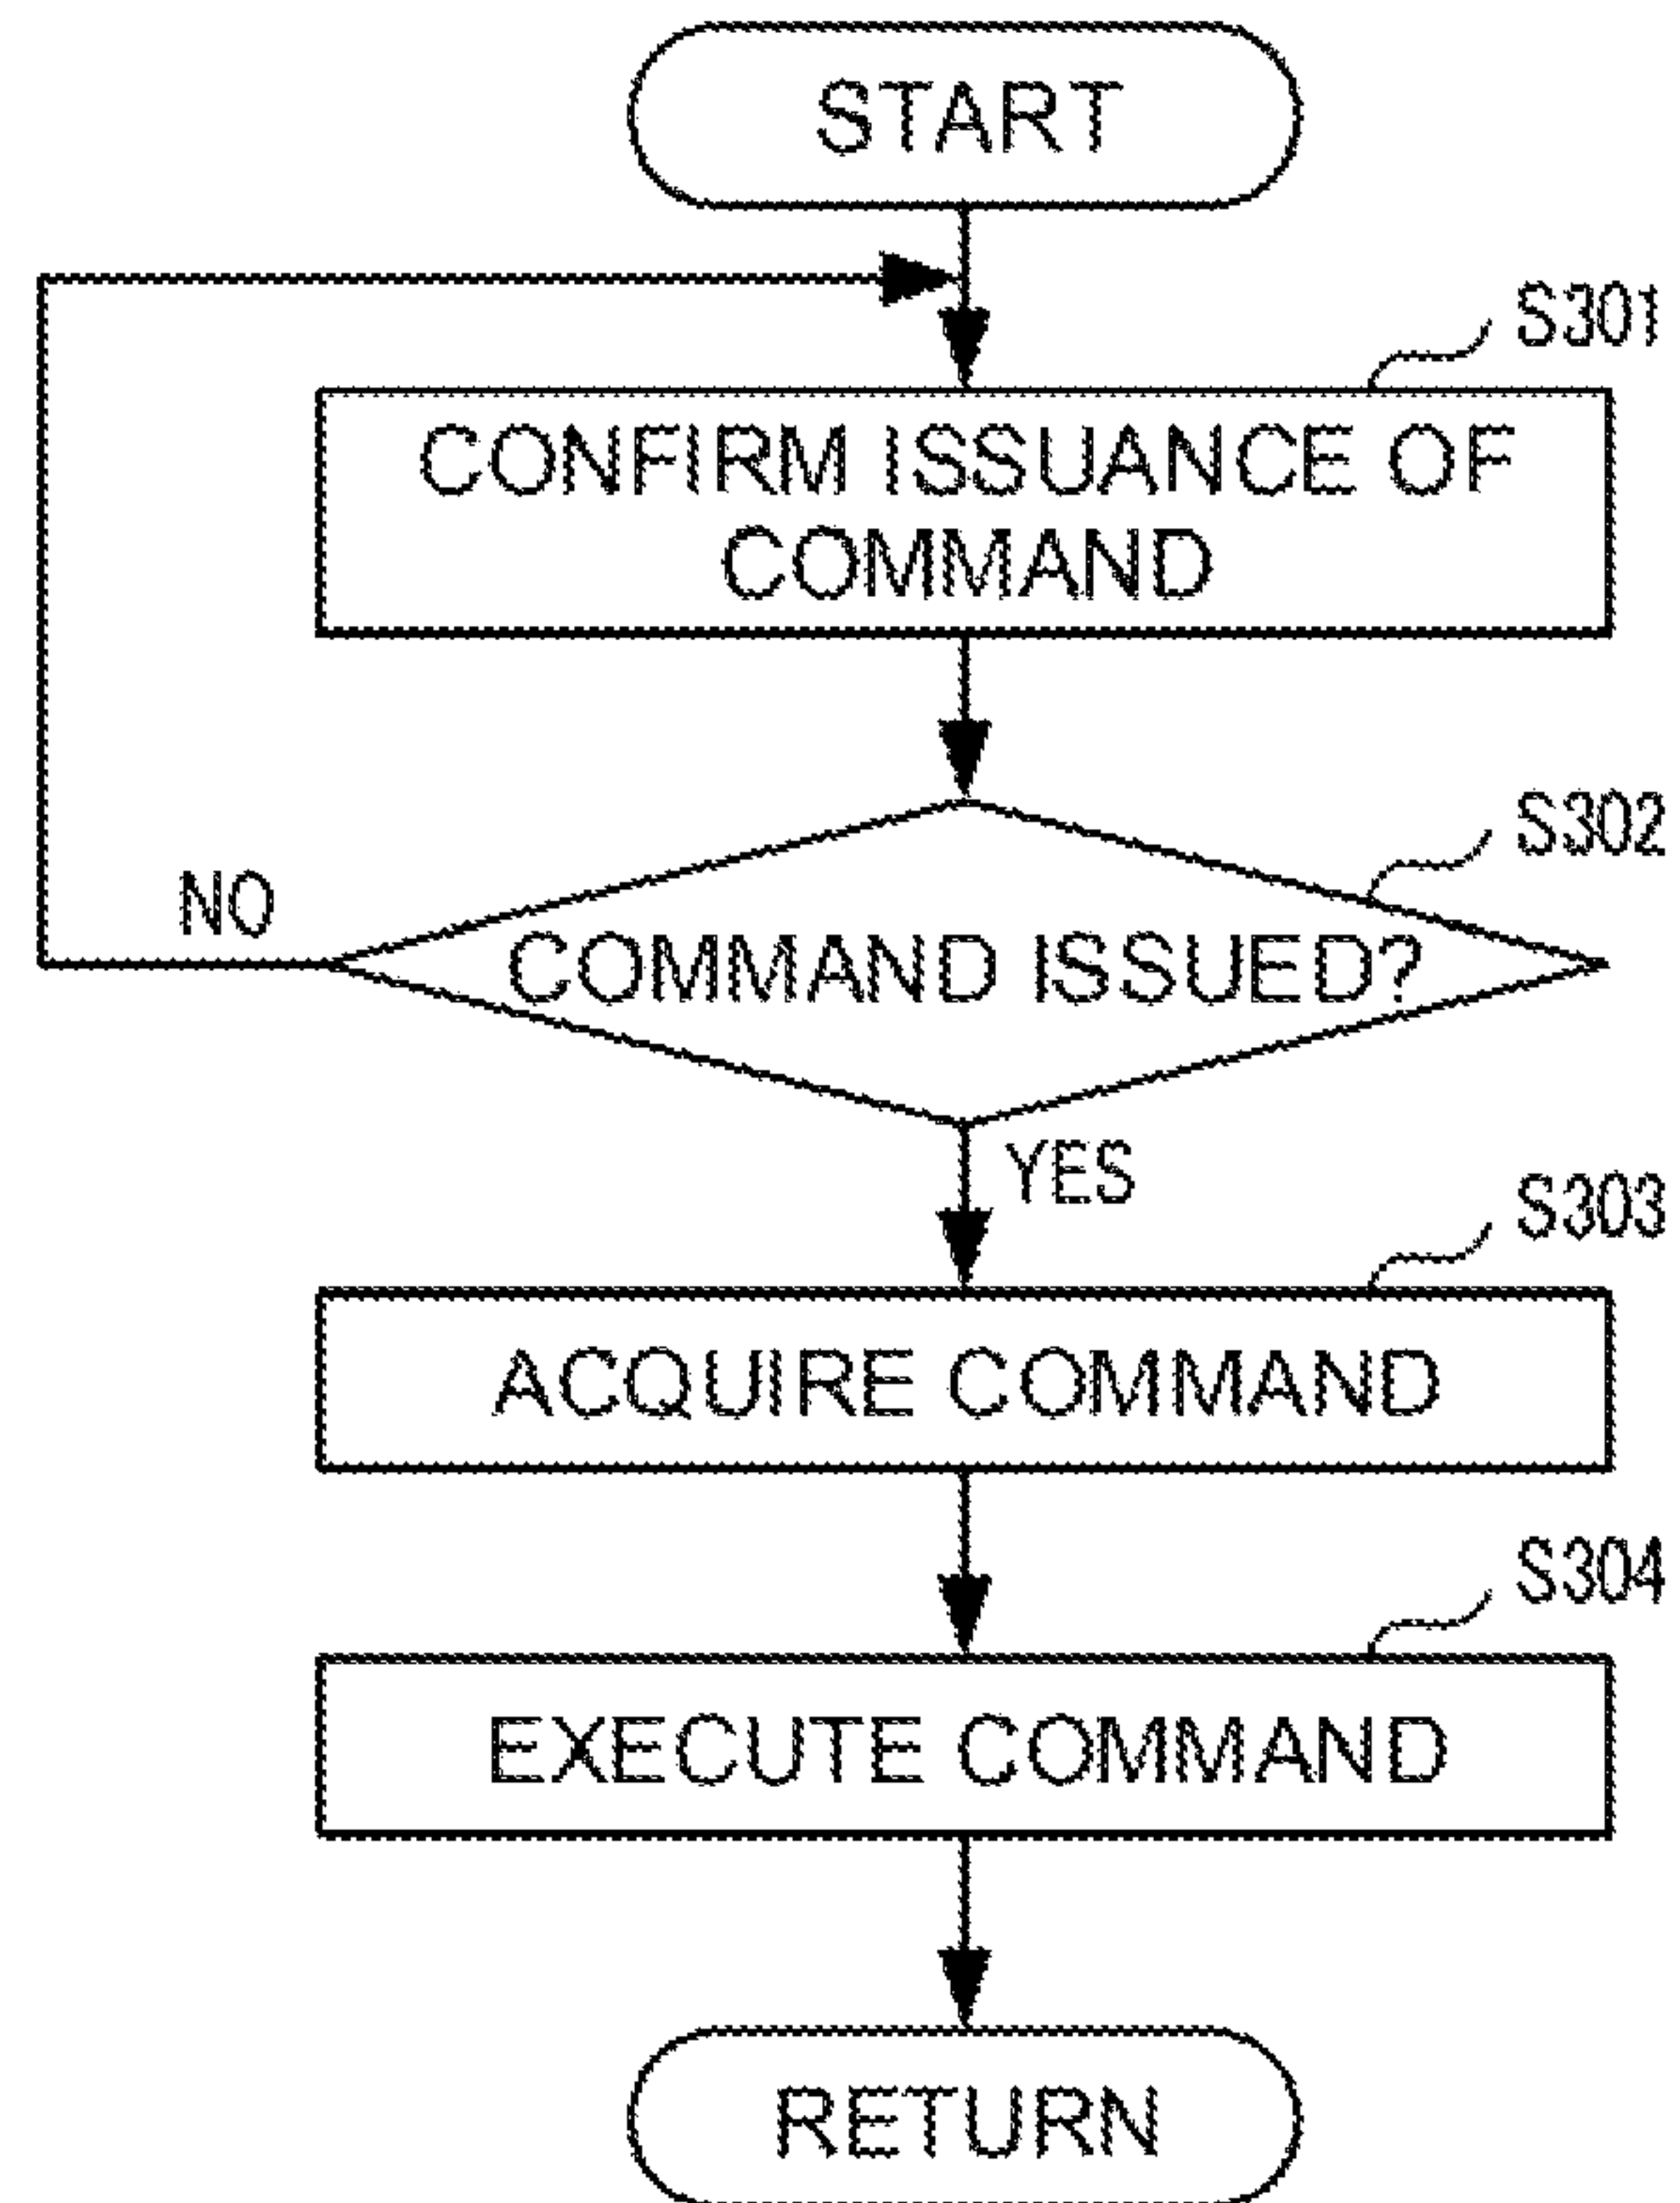 START
S301
CONFIRM ISSUANCE OF
COMMAND
S302
NO
COMMAND ISSUED?
YES
S303
ACQUIRE COMMAND
S304
EXECUTE COMMAND
RETURN